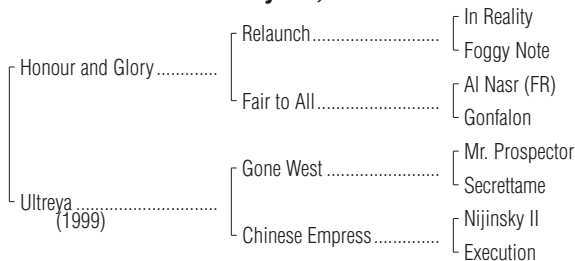 In Reality
Relaunch..............................
Foggy Note
Honour and Glory..............
Al Nasr (FR)
Fair to All..............................
Gonfalon
Mr. Prospector
Gone West ...........................
Secrettame
Ultreya .................................
(1999)
Nijinsky II
Chinese Empress................
Execution